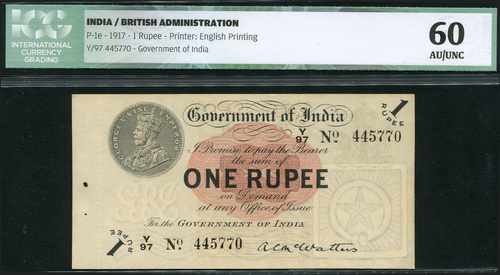 ICG
INTERNATIONAL
CURRENCY
GRADING
INDIA / BRITISH ADMINISTRATION
P-1e - 1917 - 1 Rupee - Printer: English Printing
Y/97 445770 - Government of India
60
AU/UNC
GEORGE V KING EMPEROR
Government of India
1
RUPEE
Y/97 No 445770
I Promise to pay the Bearer
the sum of
ONE RUPEE
on Demand
at any Office of Issue
For the GOVERNMENT OF INDIA
1
RUPEE
Y/97 No 445770
A.C. McWatters